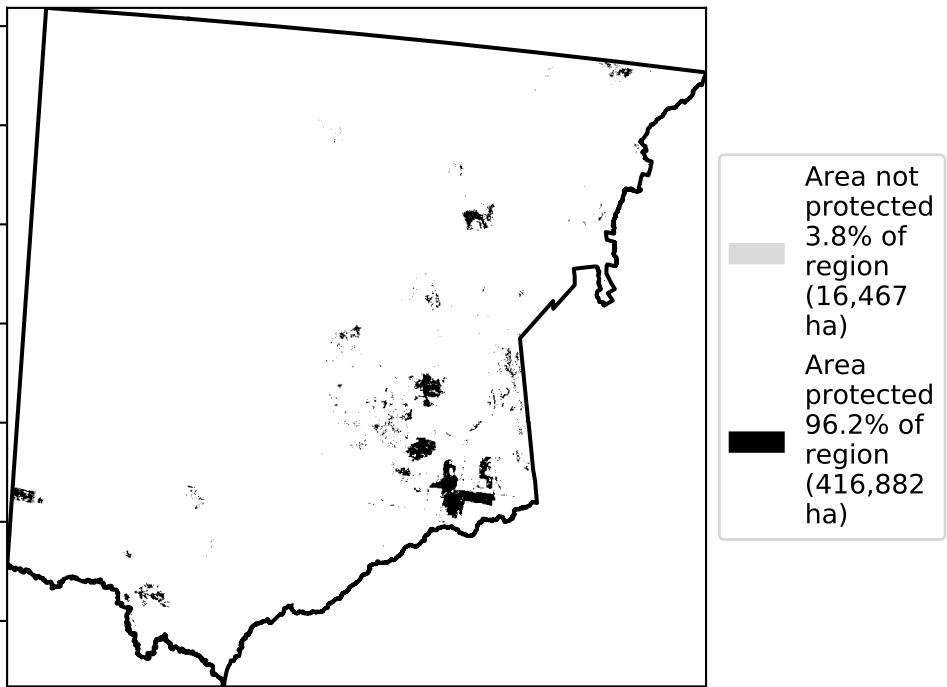 Area not
protected
3.8% of
region
(16,467
ha)
Area
protected
96.2% of
region
(416,882
ha)